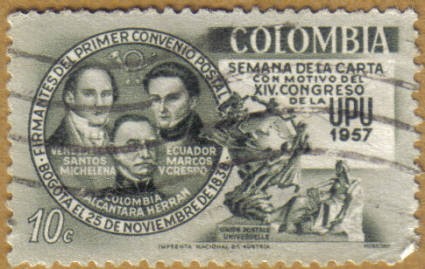 COLOMBIA
SEMANA DE LA CARTA
CON MOTIVO DEL
XIV. CONGRESO
DE LA
UPU
1957
FIRMANTES DEL PRIMER CONVENIO POSTAL
BOGOTA EL 25 DE NOVIEMBRE DE 1838
VENEZUELA
SANTOS
MICHELENA
ECUADOR
MARCOS
YCRESPO
COLOMBIA
ALCANTARA HERRAN
10c
UNION POSTALE
UNIVERSELLE
IMPRENTA NACIONAL DE AUSTRIA